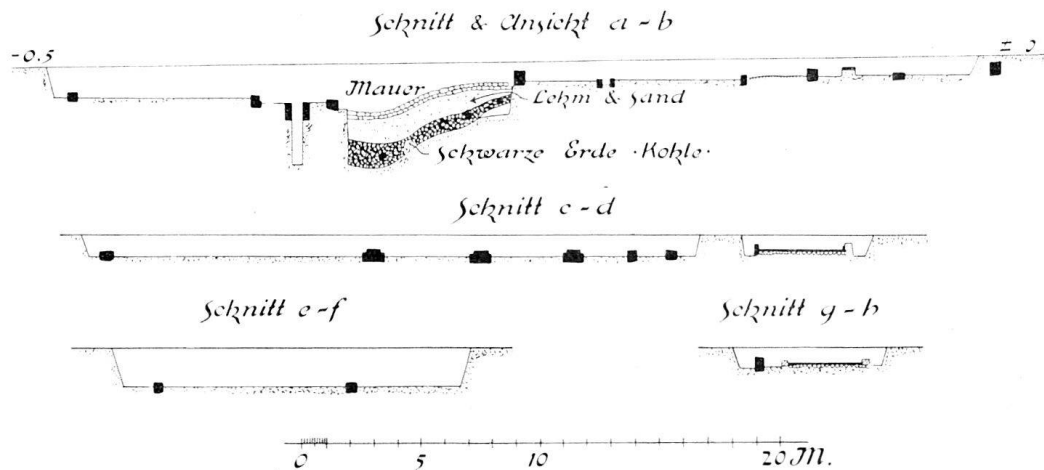 Schnitt & Ansicht a-b
-0.5
± 0
Mauer
Lehm & Sand
Schwarze Erde · Kohle ·
Schnitt c-d
Schnitt e-f
Schnitt g-h
0 5 10 20 M.